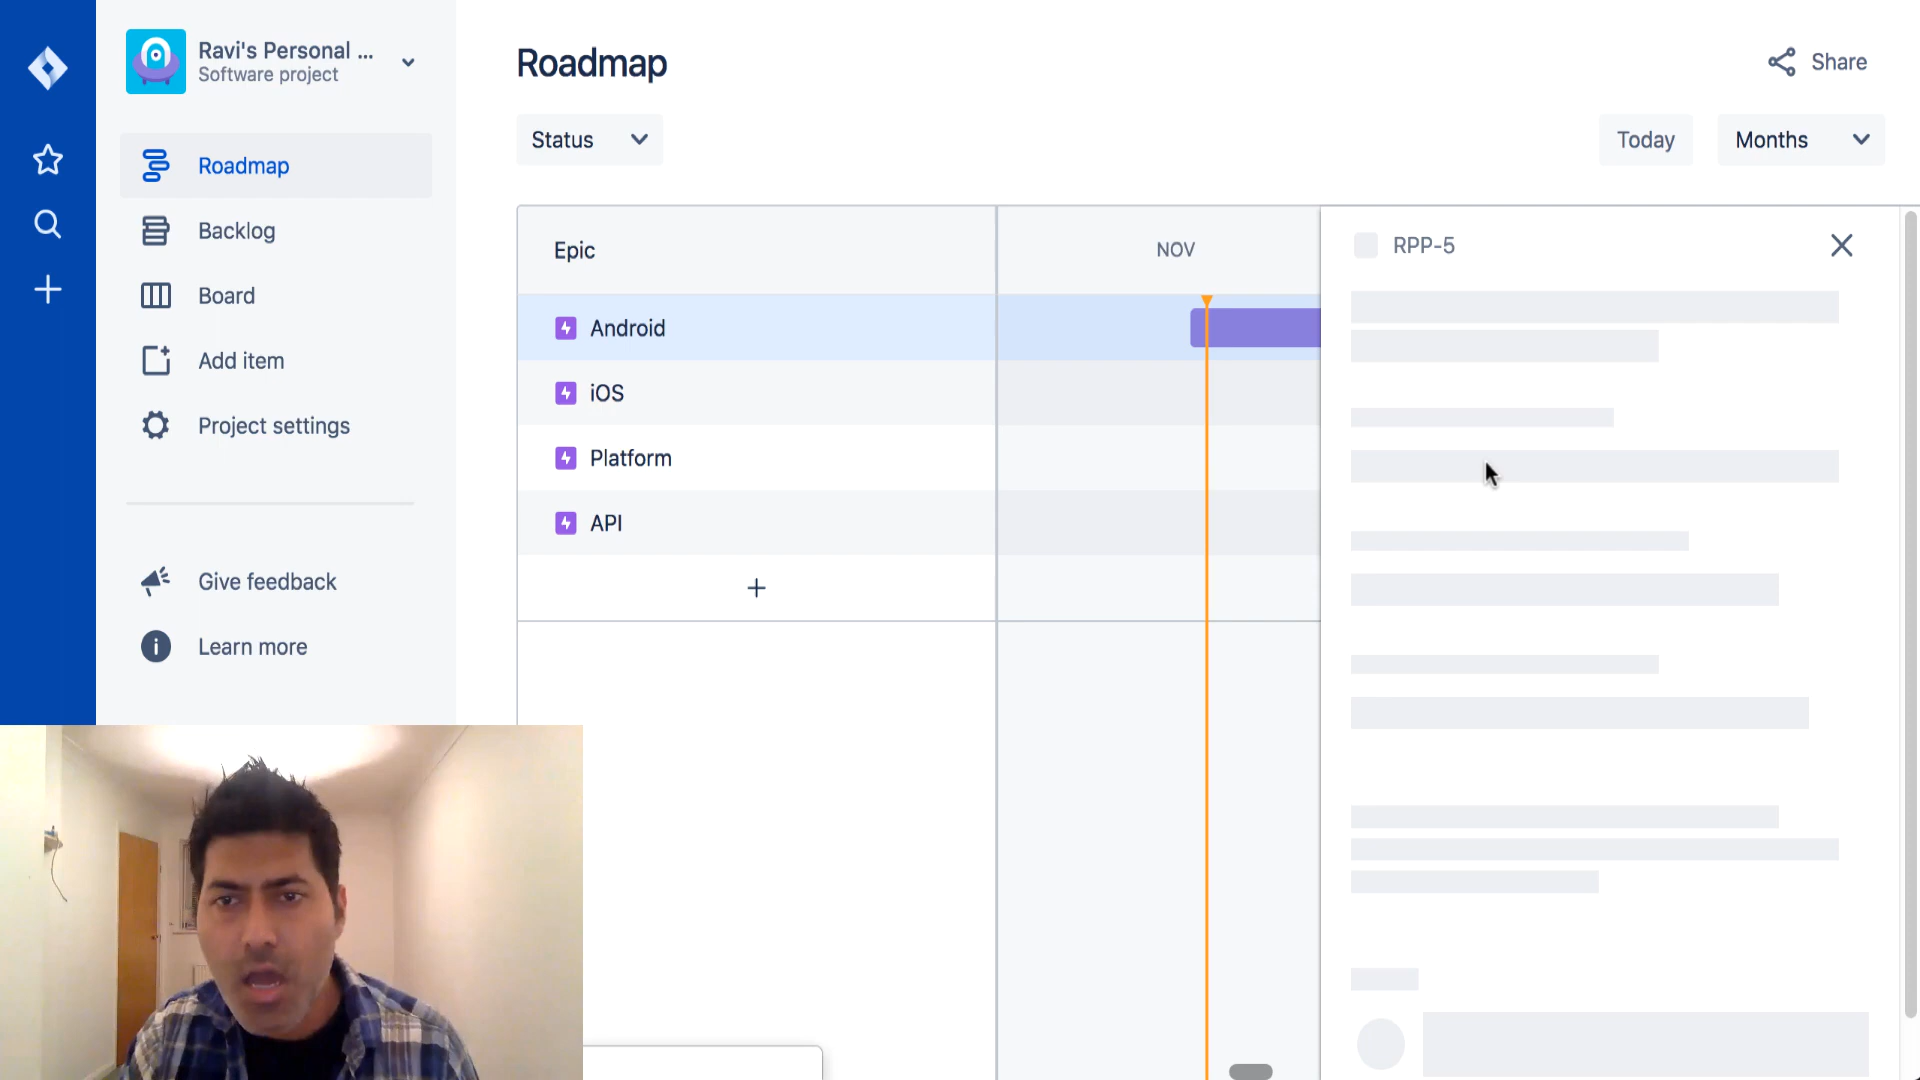 Ravi's Personal ...
Software project
Roadmap
Backlog
Board
Add item
Project settings
Give feedback
Learn more
Roadmap
Share
Status
Today
Months
Epic
NOV
Android
iOS
Platform
API
RPP-5